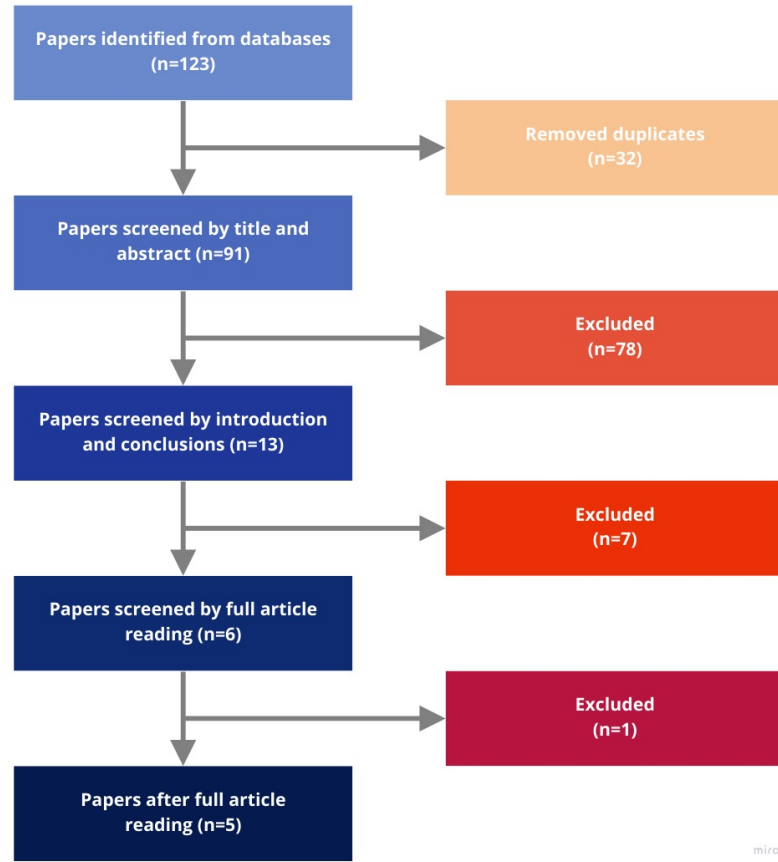 Papers identified from databases
(n=123)
Removed duplicates
(n=32)
Papers screened by title and
abstract (n=91)
Excluded
(n=78)
Papers screened by introduction
and conclusions (n=13)
Excluded
(n=7)
Papers screened by full article
reading (n=6)
Excluded
(n=1)
Papers after full article
reading (n=5)
miro